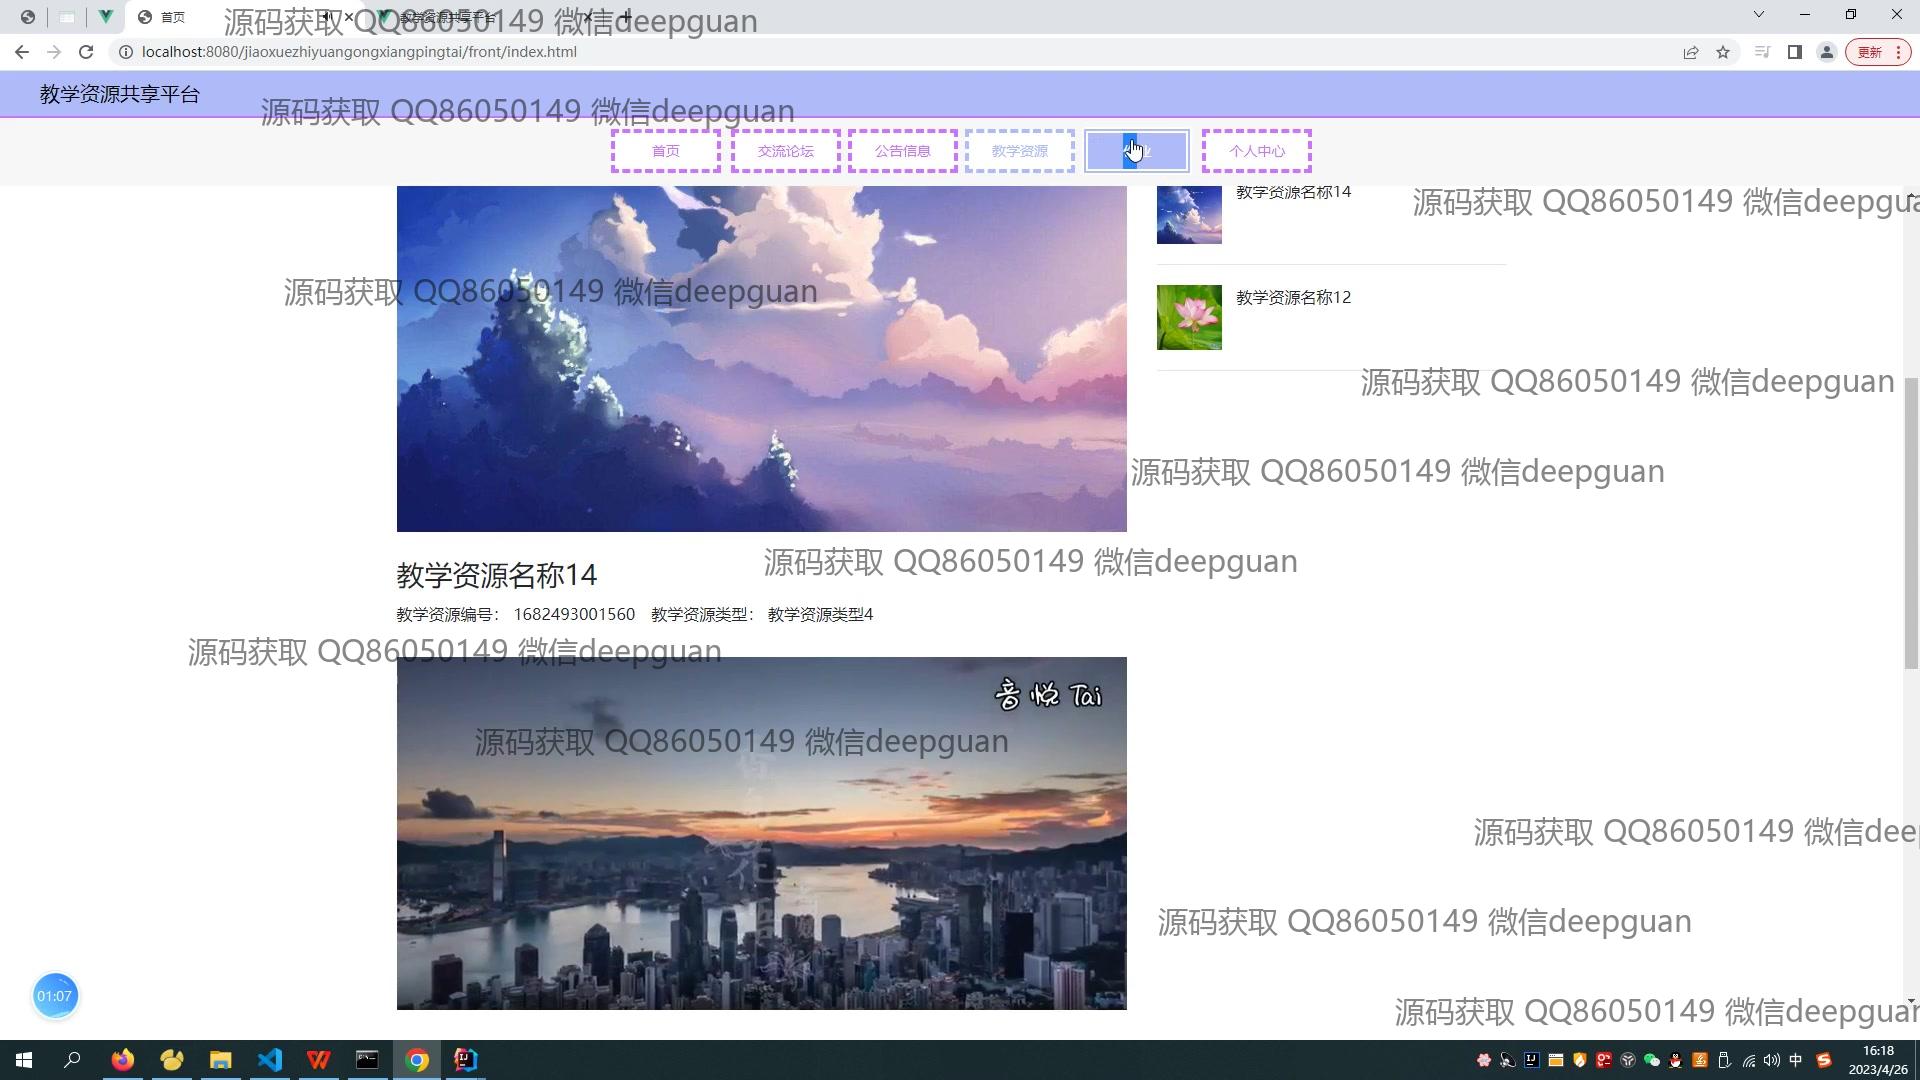 首页
教学资源共享平台
源码获取 QQ86050149 微信deepguan
localhost:8080/jiaoxuezhiyuangongxiangpingtai/front/index.html
更新
教学资源共享平台
源码获取 QQ86050149 微信deepguan
首页 交流论坛 公告信息 教学资源 个人中心
教学资源名称14
源码获取 QQ86050149 微信deepgua
源码获取 QQ86050149 微信deepguan
教学资源名称12
源码获取 QQ86050149 微信deepguan
源码获取 QQ86050149 微信deepguan
源码获取 QQ86050149 微信deepguan
教学资源名称14
教学资源编号: 1682493001560 教学资源类型: 教学资源类型4
源码获取 QQ86050149 微信deepguan
音悦Tai
源码获取 QQ86050149 微信deepguan
源码获取 QQ86050149 微信dee
源码获取 QQ86050149 微信deepguan
01:07
源码获取 QQ86050149 微信deepguan
中
16:18
2023/4/26